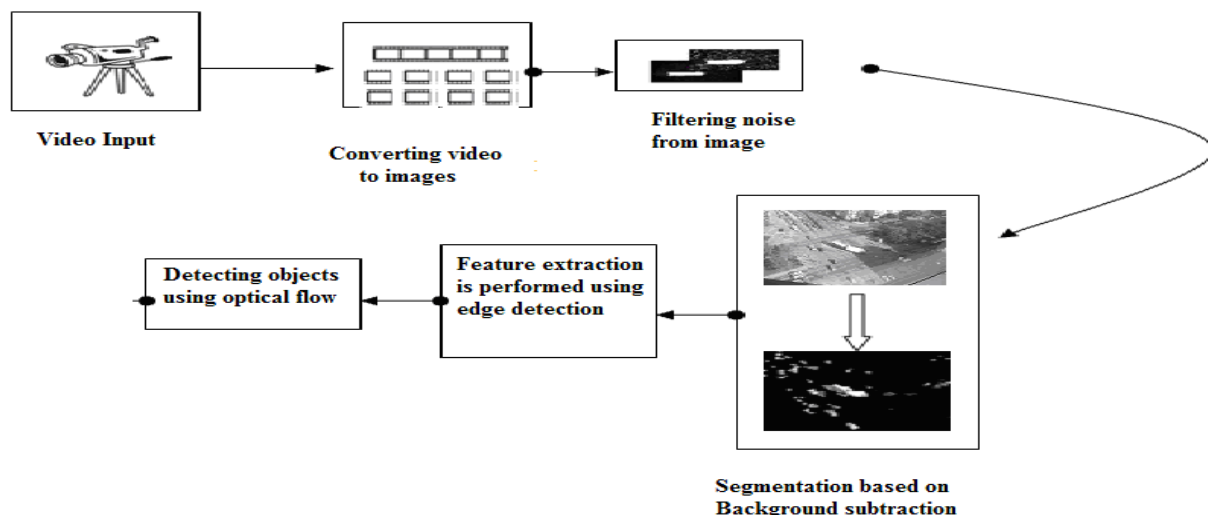 Video Input
Converting video
to images
Filtering noise
from image
Segmentation based on
Background subtraction
Feature extraction
is performed using
edge detection
Detecting objects
using optical flow